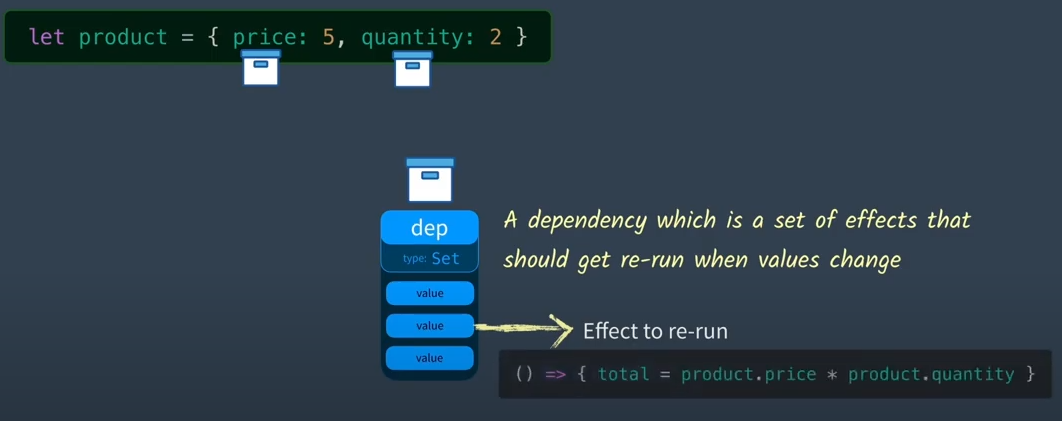 let product = { price: 5, quantity: 2 }
dep
type: Set
value
value
value
A dependency which is a set of effects that
should get re-run when values change
Effect to re-run
() => { total = product.price * product.quantity }